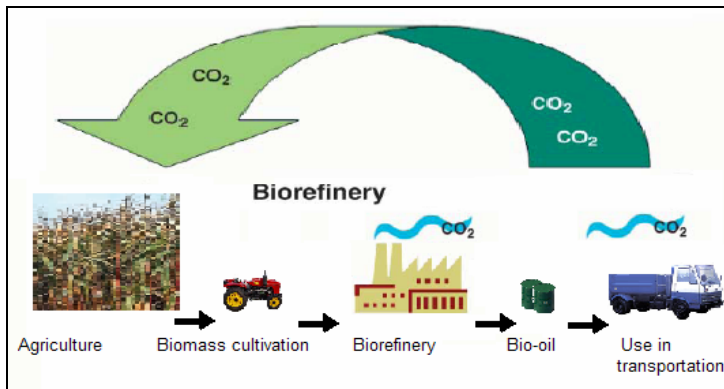 CO₂
CO₂
CO₂
CO₂
Biorefinery
CO₂
CO₂
Agriculture
Biomass cultivation
Biorefinery
Bio-oil
Use in
transportation